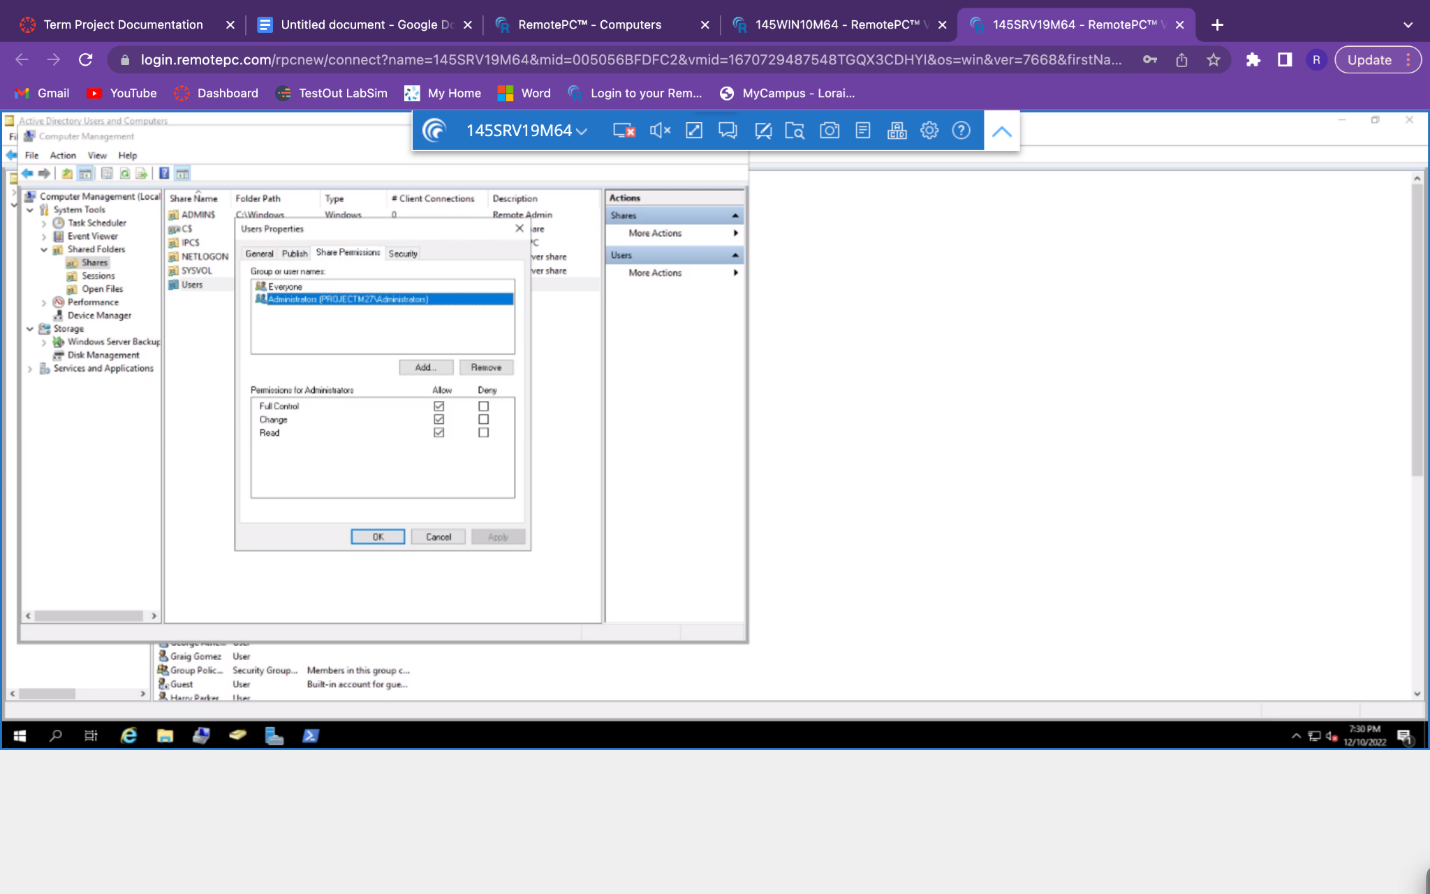 Term Project Documentation
Untitled document - Google Dc
RemotePC™ - Computers
145WIN10M64 - RemotePC™ V
145SRV19M64 - RemotePC™ V
login.remotepc.com/rpcnew/connect?name=145SRV19M64&mid=005056BFDFC2&vmid=1670729487548TGQX3CDHYI&os=win&ver=7668&firstNa...
R
Update
Gmail
YouTube
Dashboard
TestOut LabSim
My Home
Word
Login to your Rem...
MyCampus - Lorai...
Active Directory Users and Computers
Fi
Computer Management
145SRV19M64
File Action View Help
Computer Management (Local
System Tools
Task Scheduler
Event Viewer
Shared Folders
Shares
Sessions
Open Files
Performance
Device Manager
Storage
Windows Server Backup
Disk Management
Services and Applications
Share Name Folder Path Type # Client Connections Description
ADMIN$ C:\Windows Windows 0 Remote Admin
C$ are
IPC$ PC
NETLOGON ver share
SYSVOL ver share
Users
Users Properties
General Publish Share Permissions Security
Group or user names:
Everyone
Administrators (PROJECTM27\Administrators)
Add... Remove
Permissions for Administrators Allow Deny
Full Control
Change
Read
OK Cancel Apply
Actions
Shares
More Actions
Users
More Actions
Graig Gomez User
Group Polic... Security Group... Members in this group c...
Guest User Built-in account for gue...
Harry Parker User
7:30 PM
12/10/2022
1